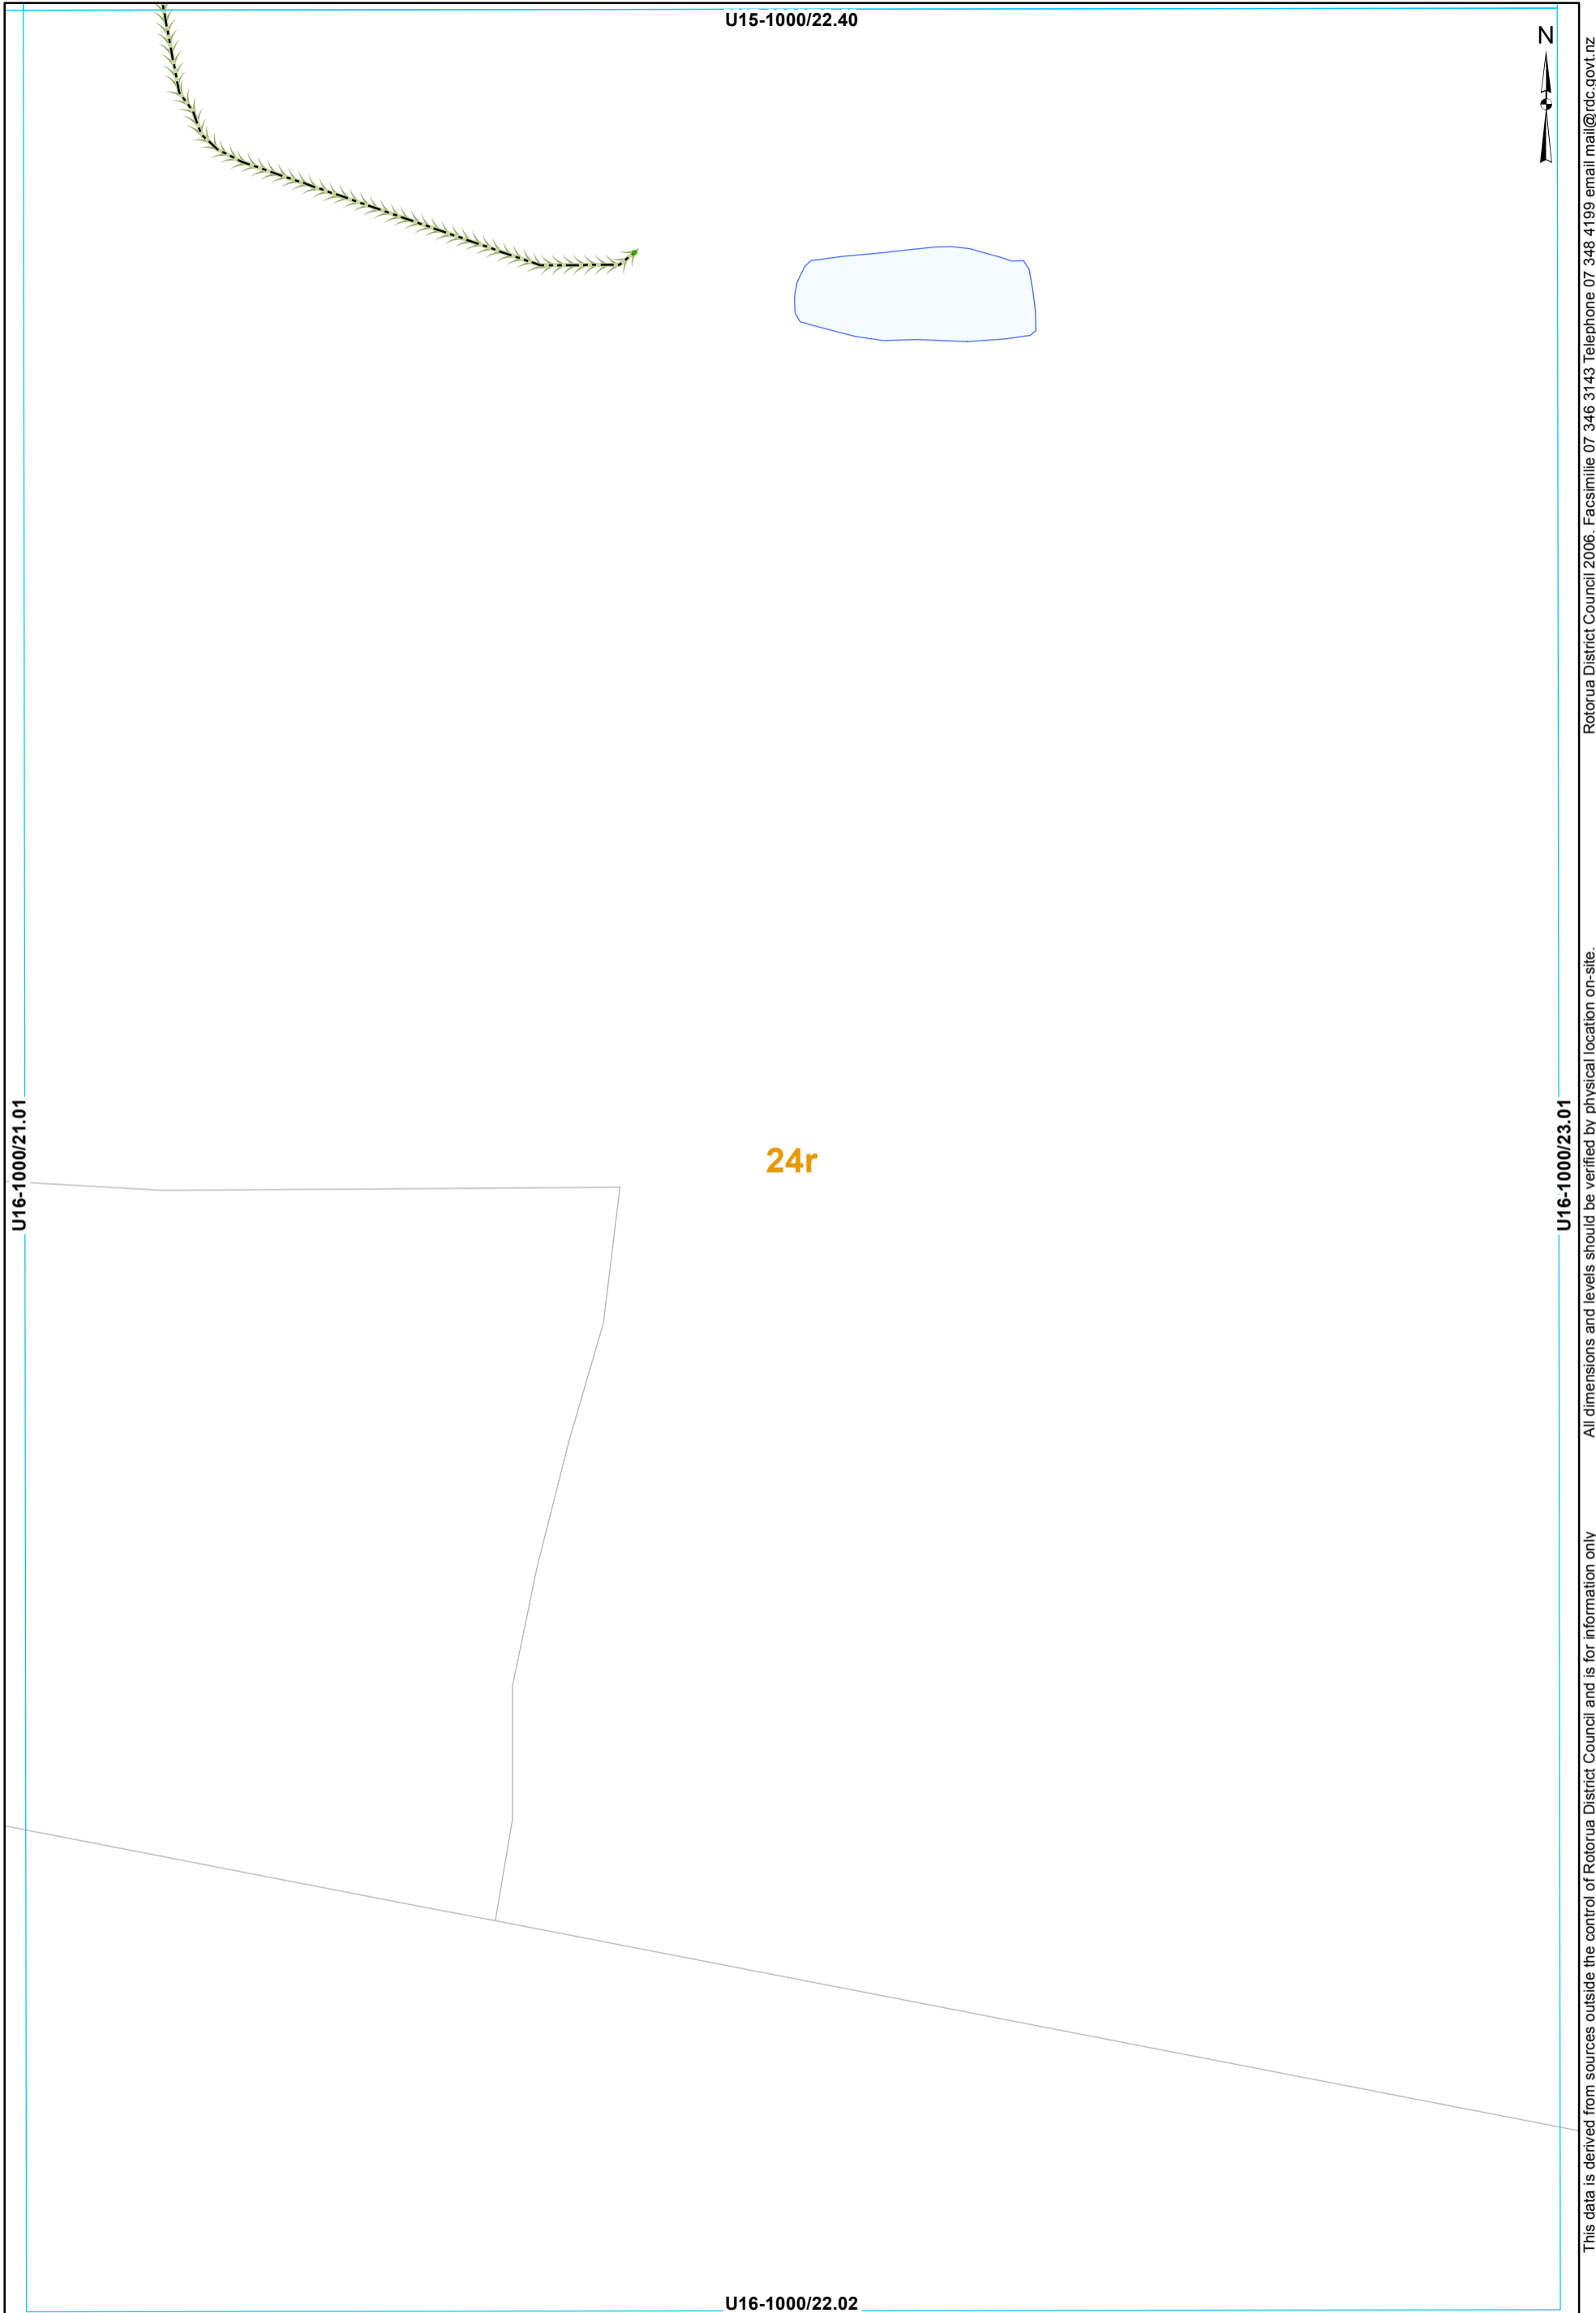 U15-1000/22.40
N
U16-1000/21.01
24r
U16-1000/23.01
U16-1000/22.02
This data is derived from sources outside the control of Rotorua District Council and is for information only
All dimensions and levels should be verified by physical location on-site.
Rotorua District Council 2006. Facsimilie 07 346 3143 Telephone 07 348 4199 email mail@rdc.govt.nz